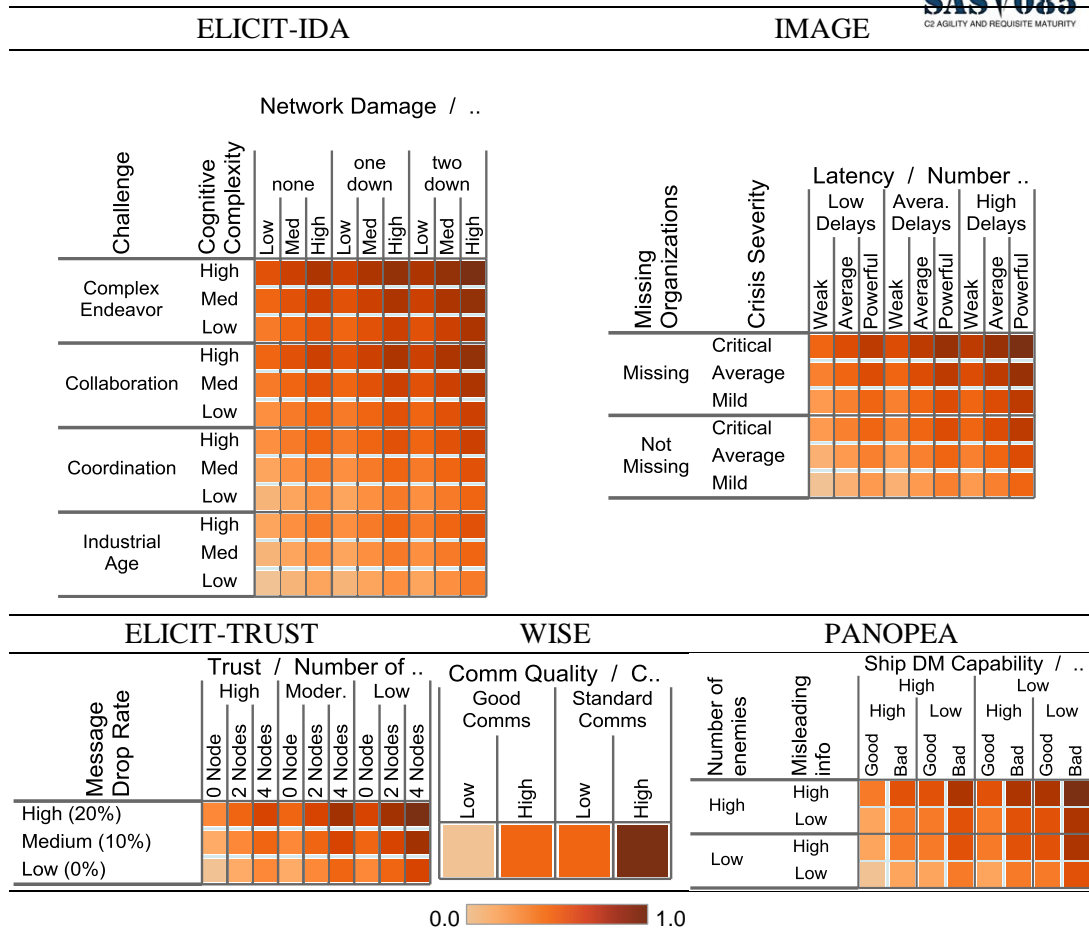 SAS 085
C2 AGILITY AND REQUISITE MATURITY
ELICIT-IDA
IMAGE
Network Damage / ..
Challenge
Cognitive
Complexity
none
one
down
two
down
Low
Med
High
Low
Med
High
Low
Med
High
Complex
Endeavor
High
Med
Low
Collaboration
High
Med
Low
Coordination
High
Med
Low
Industrial
Age
High
Med
Low
Latency / Number ..
Missing
Organizations
Crisis Severity
Low
Delays
Avera.
Delays
High
Delays
Weak
Average
Powerful
Weak
Average
Powerful
Weak
Average
Powerful
Missing
Critical
Average
Mild
Not
Missing
Critical
Average
Mild
ELICIT-TRUST
WISE
PANOPEA
Trust / Number of ..
Message
Drop Rate
High
Moder.
Low
0 Node
2 Nodes
4 Nodes
0 Node
2 Nodes
4 Nodes
0 Node
2 Nodes
4 Nodes
High (20%)
Medium (10%)
Low (0%)
Comm Quality / C..
Good
Comms
Standard
Comms
Low
High
Low
High
Ship DM Capability / ..
Number of
enemies
Misleading
info
High
Low
High
Low
High
Low
Good
Bad
Good
Bad
Good
Bad
Good
Bad
High
High
Low
Low
High
Low
0.0
1.0